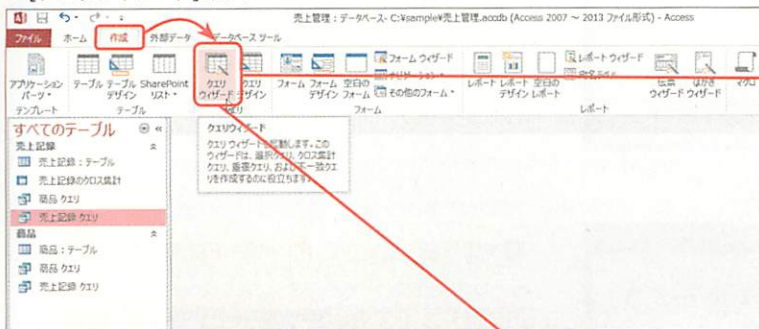 売上管理 : データベース- C:¥sample¥売上管理.accdb (Access 2007 ～ 2013 ファイル形式) - Access
ファイル ホーム 作成 外部データ データベース ツール
アプリケーション パーツ テーブル テーブル デザイン SharePoint リスト クエリ ウィザード クエリ デザイン フォーム フォーム デザイン 空白の フォーム フォーム ウィザード ナビゲーション その他のフォーム レポート レポート デザイン 空白の レポート レポート ウィザード 宛名ラベル 伝票 ウィザード はがき ウィザード マクロ
テンプレート テーブル クエリ フォーム レポート
すべてのテーブル
売上記録
売上記録 : テーブル
売上記録のクロス集計
商品 クエリ
売上記録 クエリ
商品
商品 : テーブル
商品 クエリ
売上記録 クエリ
クエリ ウィザード
クエリ ウィザードを起動します。この
ウィザードは、選択クエリ、クロス集計
クエリ、重複クエリ、および不一致クエ
リを作成するのに役立ちます。